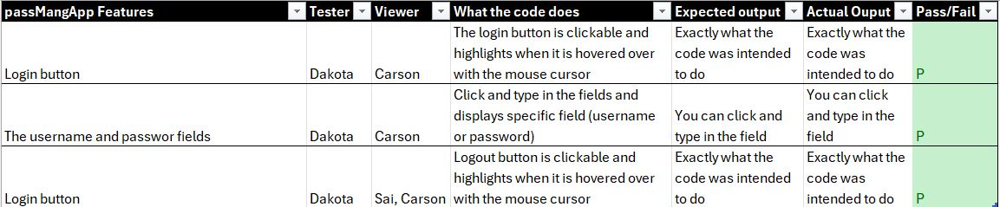 passMangApp Features Tester Viewer What the code does Expected output Actual Ouput Pass/Fail
The login button is clickable and Exactly what the Exactly what the
highlights when it is hovered over code was intended code was
Login button Dakota Carson with the mouse cursor to do intended to do P
Click and type in the fields and You can click
displays specific field (username You can click and and type in the
The username and passwor fields Dakota Carson or password) type in the field field P
Logout button is clickable and Exactly what the Exactly what the
highlights when it is hovered over code was intended code was
Login button Dakota Sai, Carson with the mouse cursor to do intended to do P